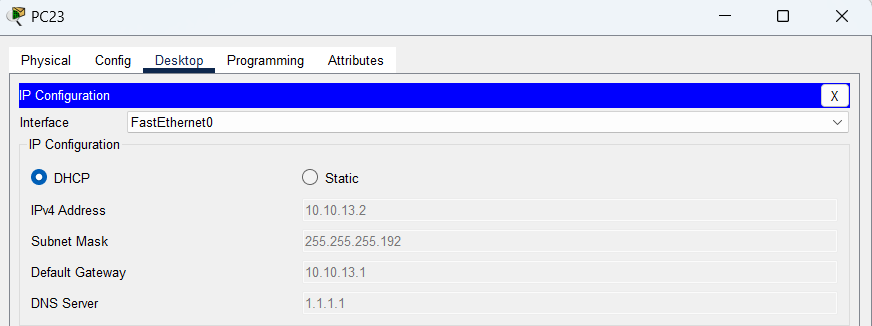 PC23
Physical Config Desktop Programming Attributes
IP Configuration X
Interface FastEthernet0
IP Configuration
DHCP Static
IPv4 Address 10.10.13.2
Subnet Mask 255.255.255.192
Default Gateway 10.10.13.1
DNS Server 1.1.1.1